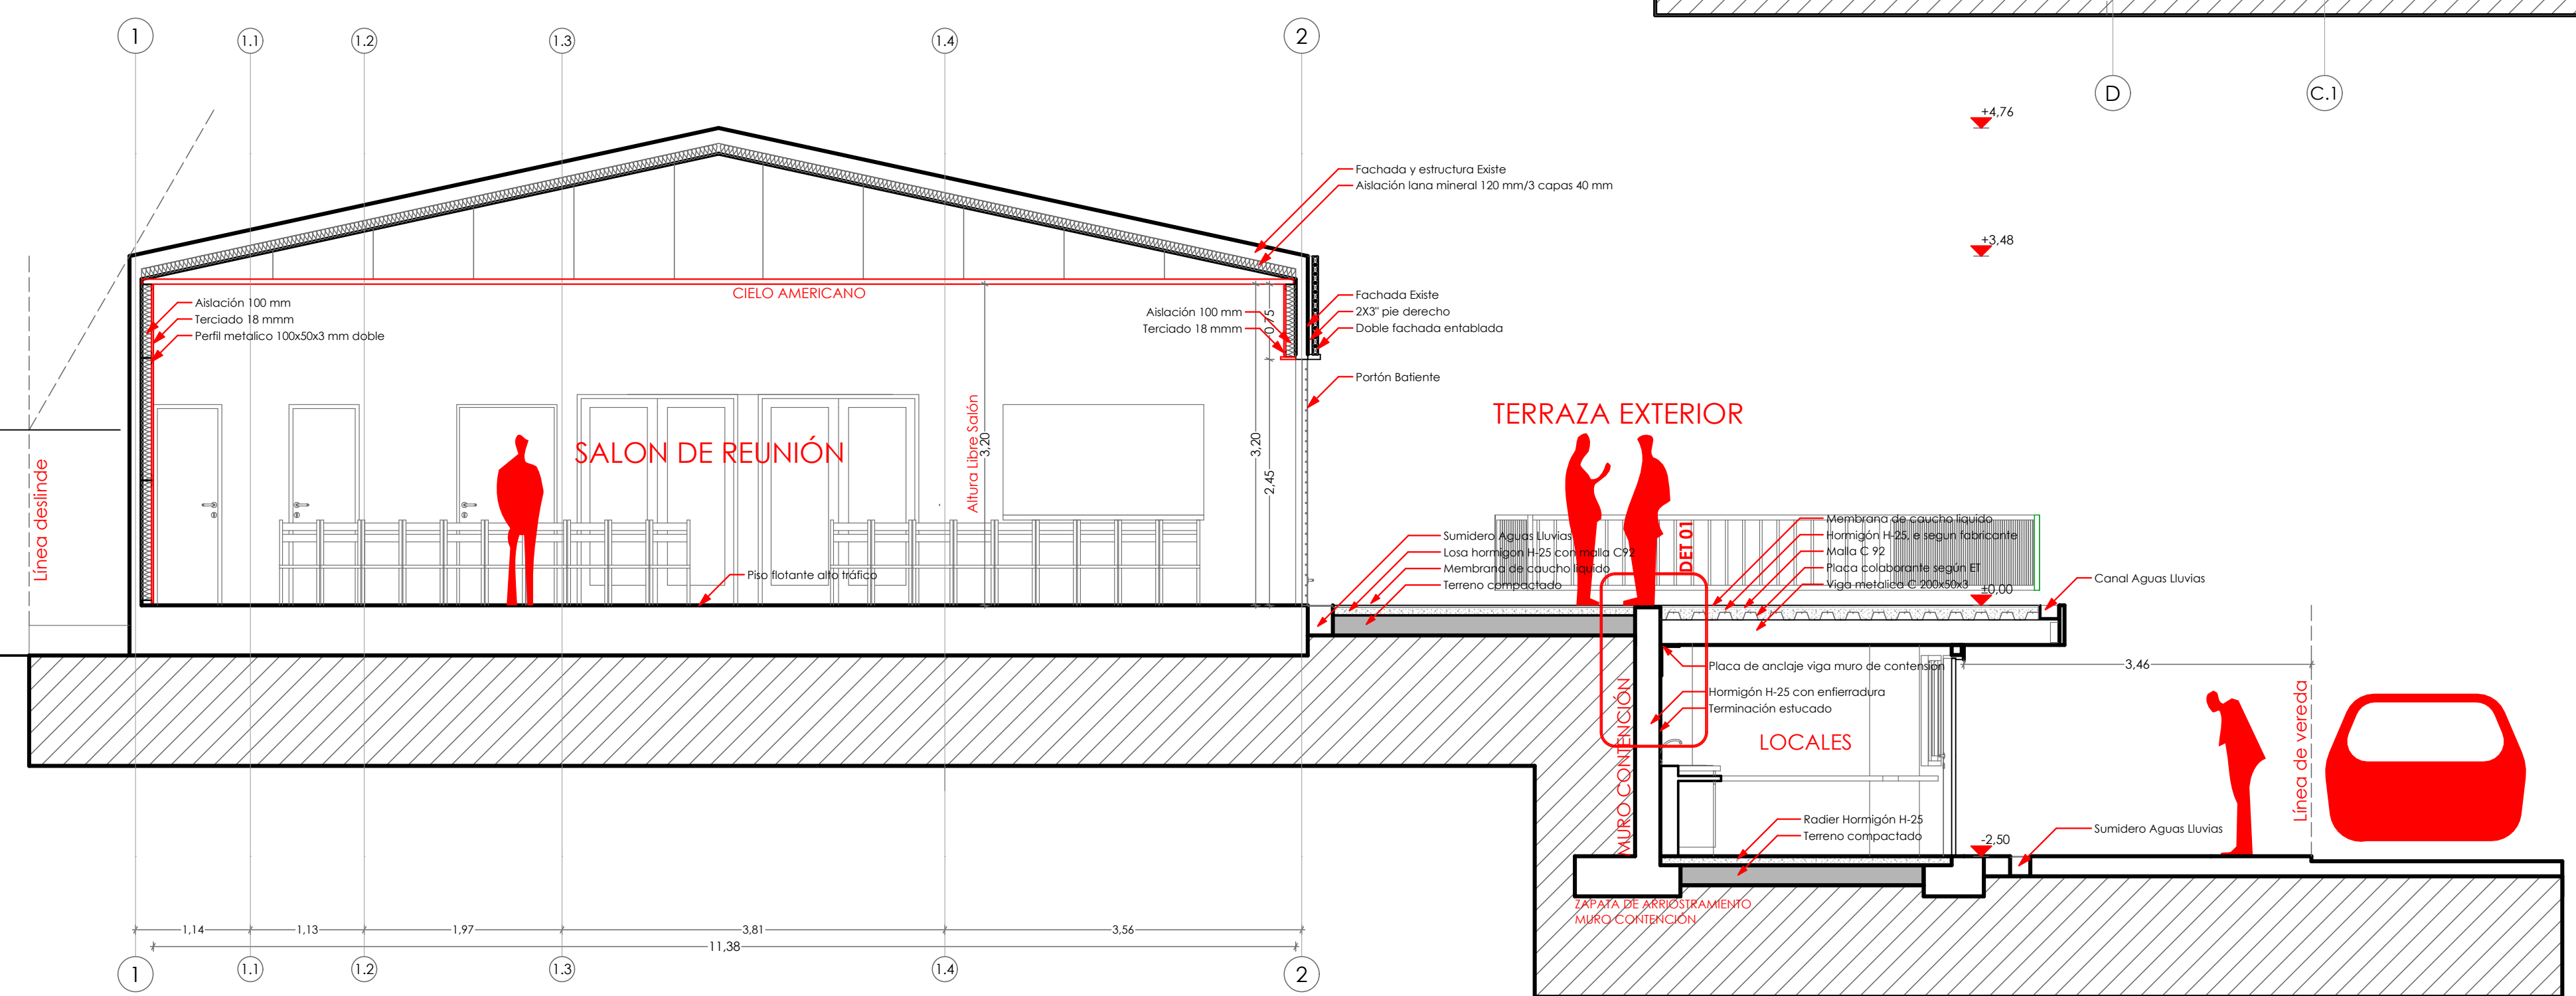 1
1.1
1.2
1.3
1.4
2
D
C.1
+4,76
Fachada y estructura Existe
Aislación lana mineral 120 mm/3 capas 40 mm
+3,48
CIELO AMERICANO
Aislación 100 mm
Terciado 18 mmm
Perfil metalico 100x50x3 mm doble
Aislación 100 mm
Terciado 18 mmm
0,75
Fachada Existe
2X3" pie derecho
Doble fachada entablada
Portón Batiente
Línea deslinde
SALON DE REUNIÓN
Altura Libre Salón
3,20
3,20
2,45
Piso flotante alto tráfico
TERRAZA EXTERIOR
Sumidero Aguas Lluvias
Losa hormigon H-25 con malla C92
Membrana de caucho liquido
Terreno compactado
DET 01
Membrana de caucho liquido
Hormigón H-25, e segun fabricante
Malla C 92
Placa colaborante según ET
Viga metalica C 200x50x3
±0,00
Canal Aguas Lluvias
Placa de anclaje viga muro de contensión
Hormigón H-25 con enfierradura
Terminación estucado
MURO CONTENCIÓN
LOCALES
3,46
Línea de vereda
Radier Hormigón H-25
Terreno compactado
-2,50
Sumidero Aguas Lluvias
ZAPATA DE ARRIOSTRAMIENTO
MURO CONTENCIÓN
1,14
1,13
1,97
3,81
3,56
11,38
1
1.1
1.2
1.3
1.4
2